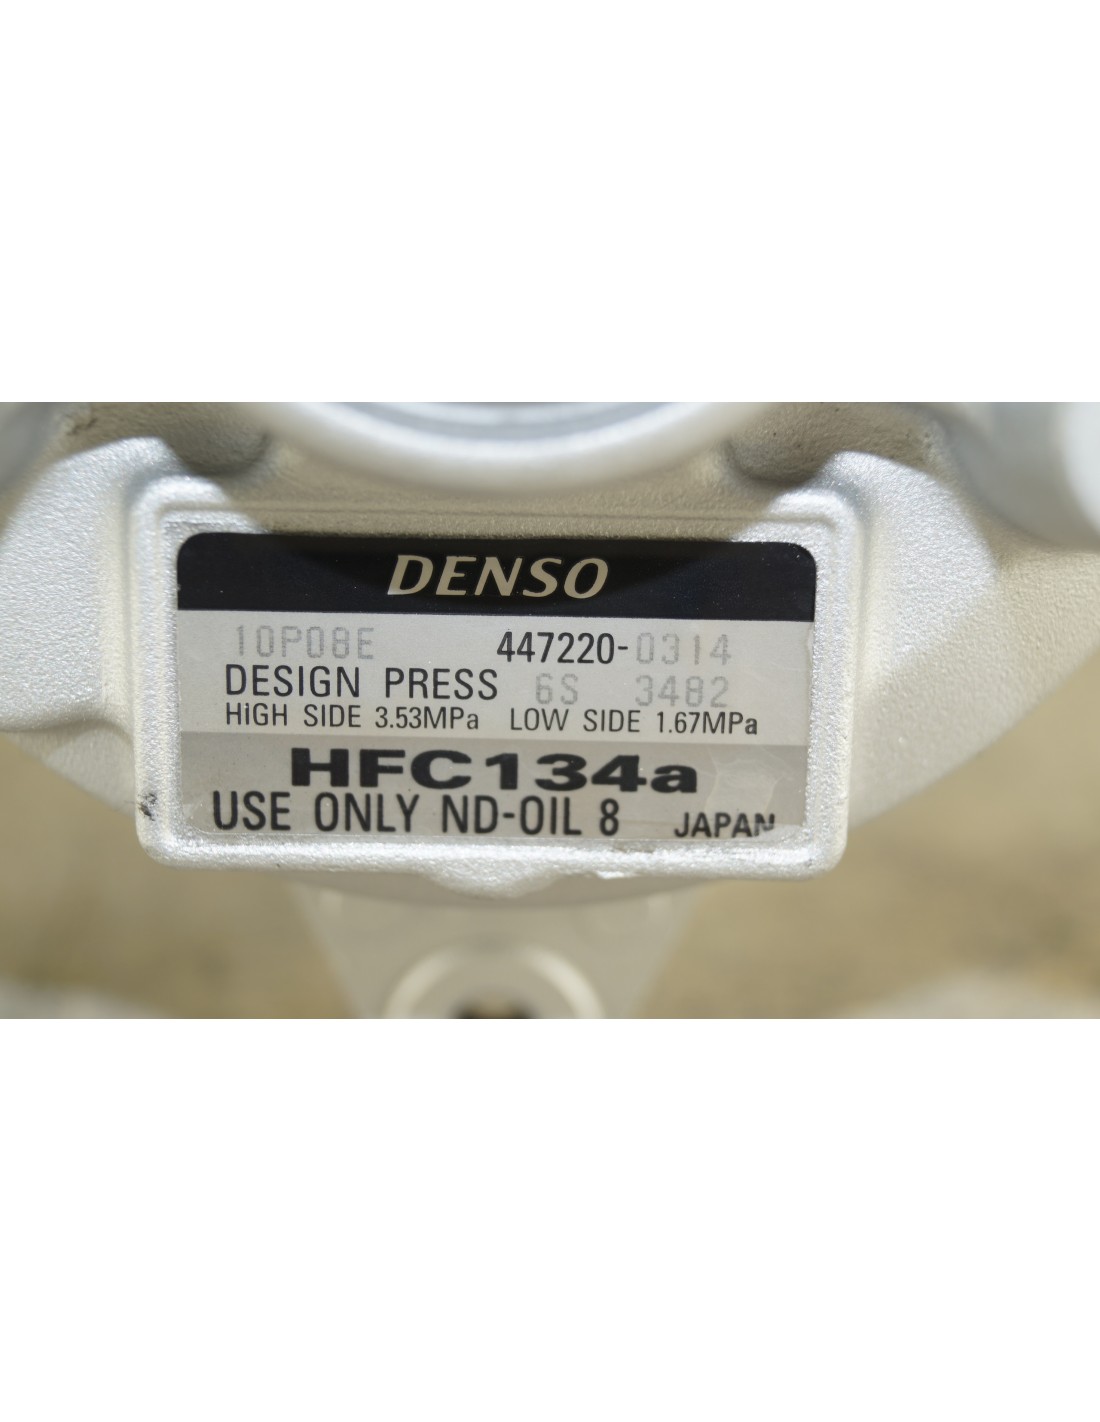 DENSO
10P08E 447220-0314
DESIGN PRESS 6S 3482
HIGH SIDE 3.53MPa LOW SIDE 1.67MPa
HFC134a
USE ONLY ND-OIL 8 JAPAN